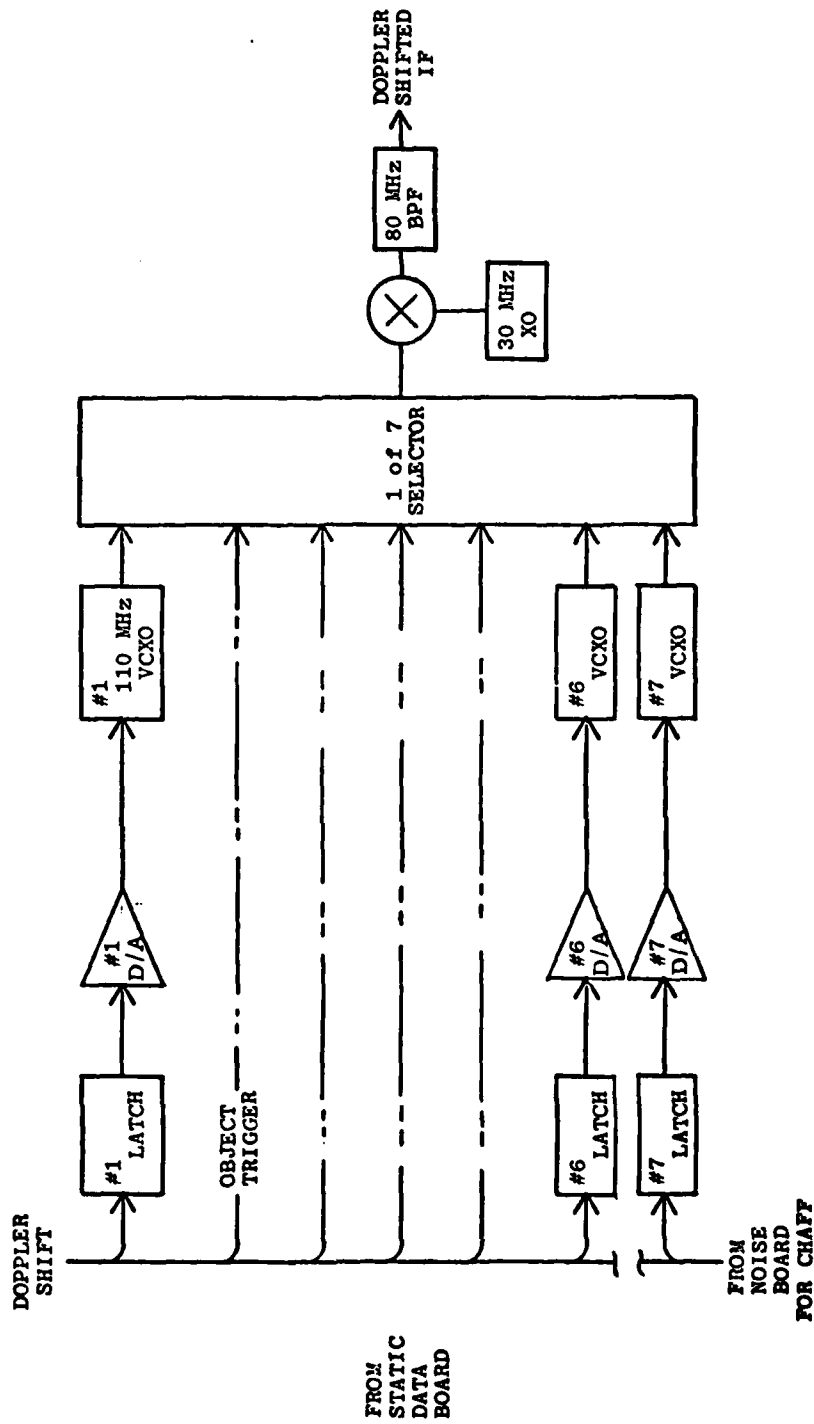 DOPPLER
SHIFT
FROM
STATIC
DATA
BOARD
#1
LATCH
#1
D/A
#1
110 MHz
VCXO
OBJECT
TRIGGER
1 of 7
SELECTOR
30 MHz
XO
80 MHz
BPF
DOPPLER
SHIFTED
IF
#6
LATCH
#6
D/A
#6
VCXO
#7
LATCH
#7
D/A
#7
VCXO
FROM
NOISE
BOARD
FOR CHAFF